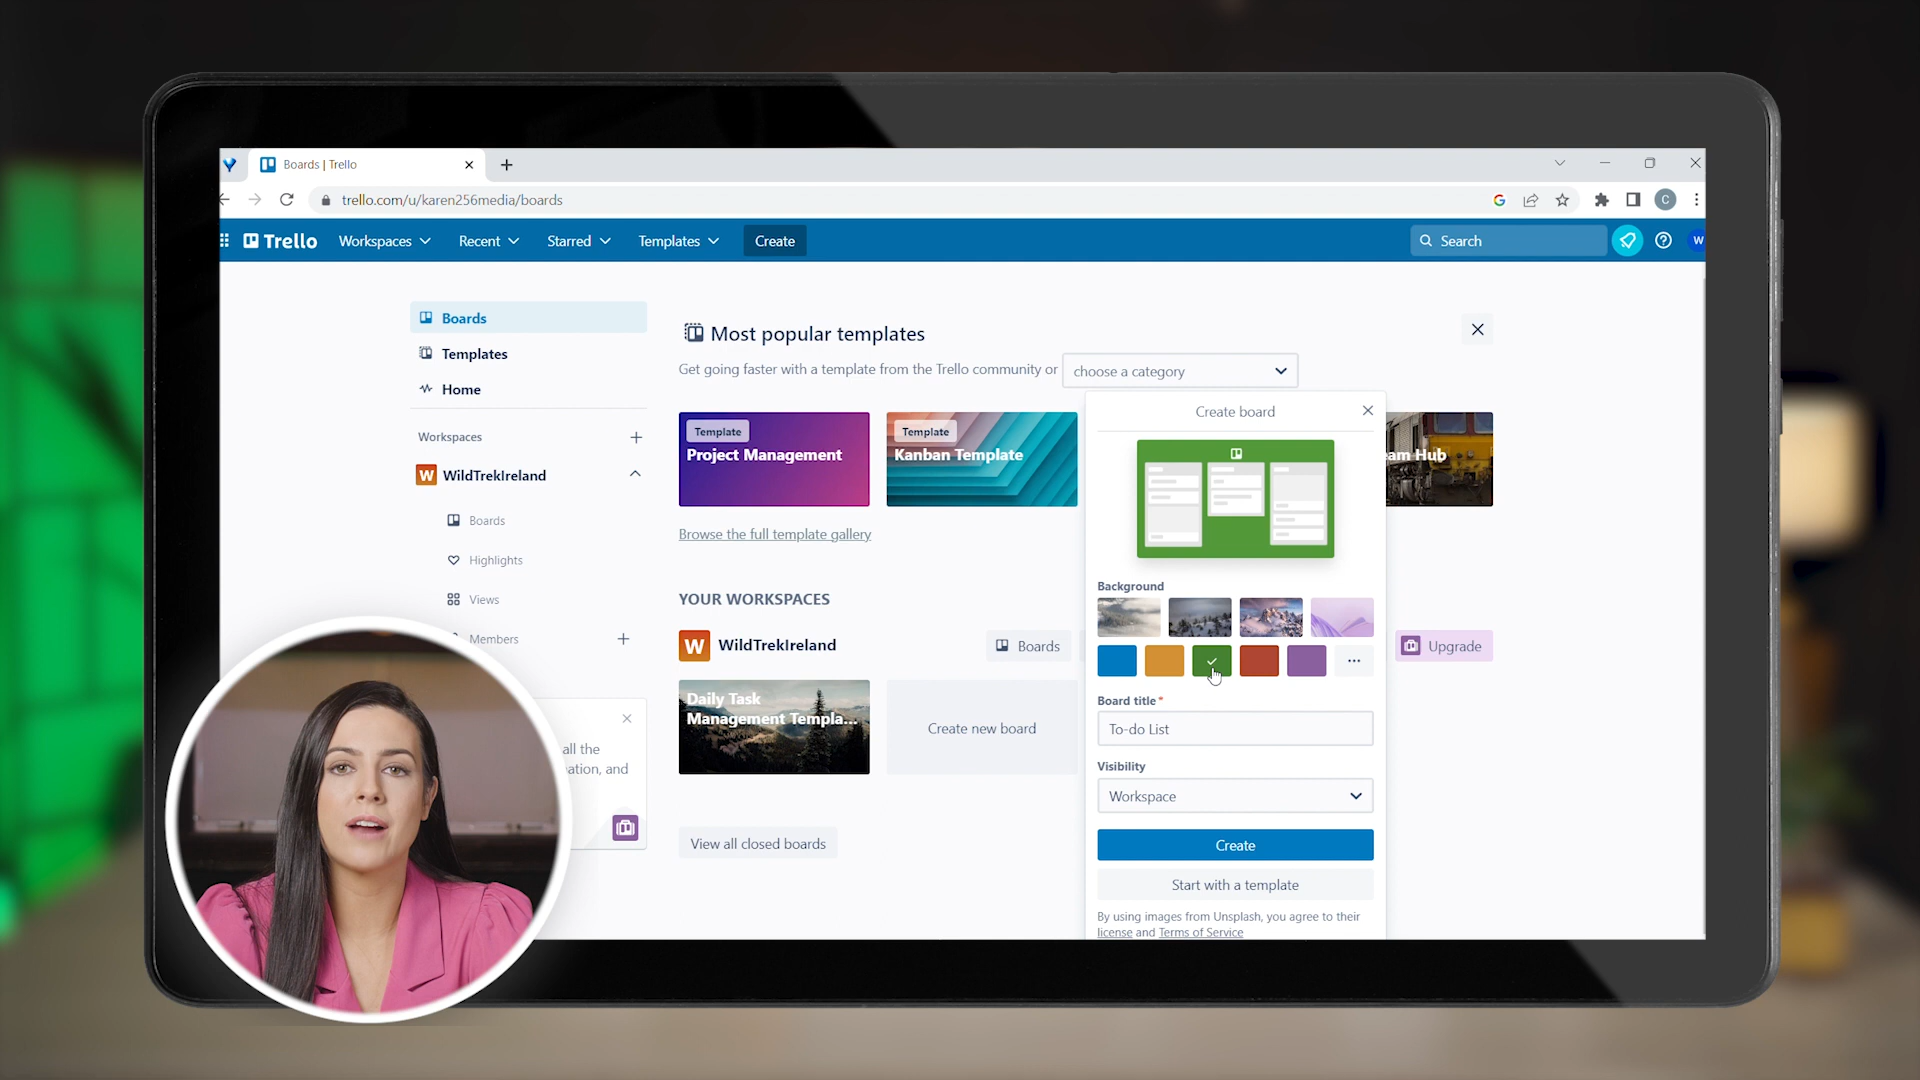 Boards | Trello
trello.com/u/karen256media/boards
C
Trello
Workspaces
Recent
Starred
Templates
Create
Search
W
Boards
Templates
Home
Workspaces
W WildTrekIreland
Boards
Highlights
Views
Members
all the
ation, and
Most popular templates
Get going faster with a template from the Trello community or
choose a category
Template
Project Management
Template
Kanban Template
eam Hub
Browse the full template gallery
YOUR WORKSPACES
W WildTrekIreland
Boards
Upgrade
Daily Task
Management Templa...
Create new board
View all closed boards
Create board
Background
Board title*
To-do List
Visibility
Workspace
Create
Start with a template
By using images from Unsplash, you agree to their
license and Terms of Service